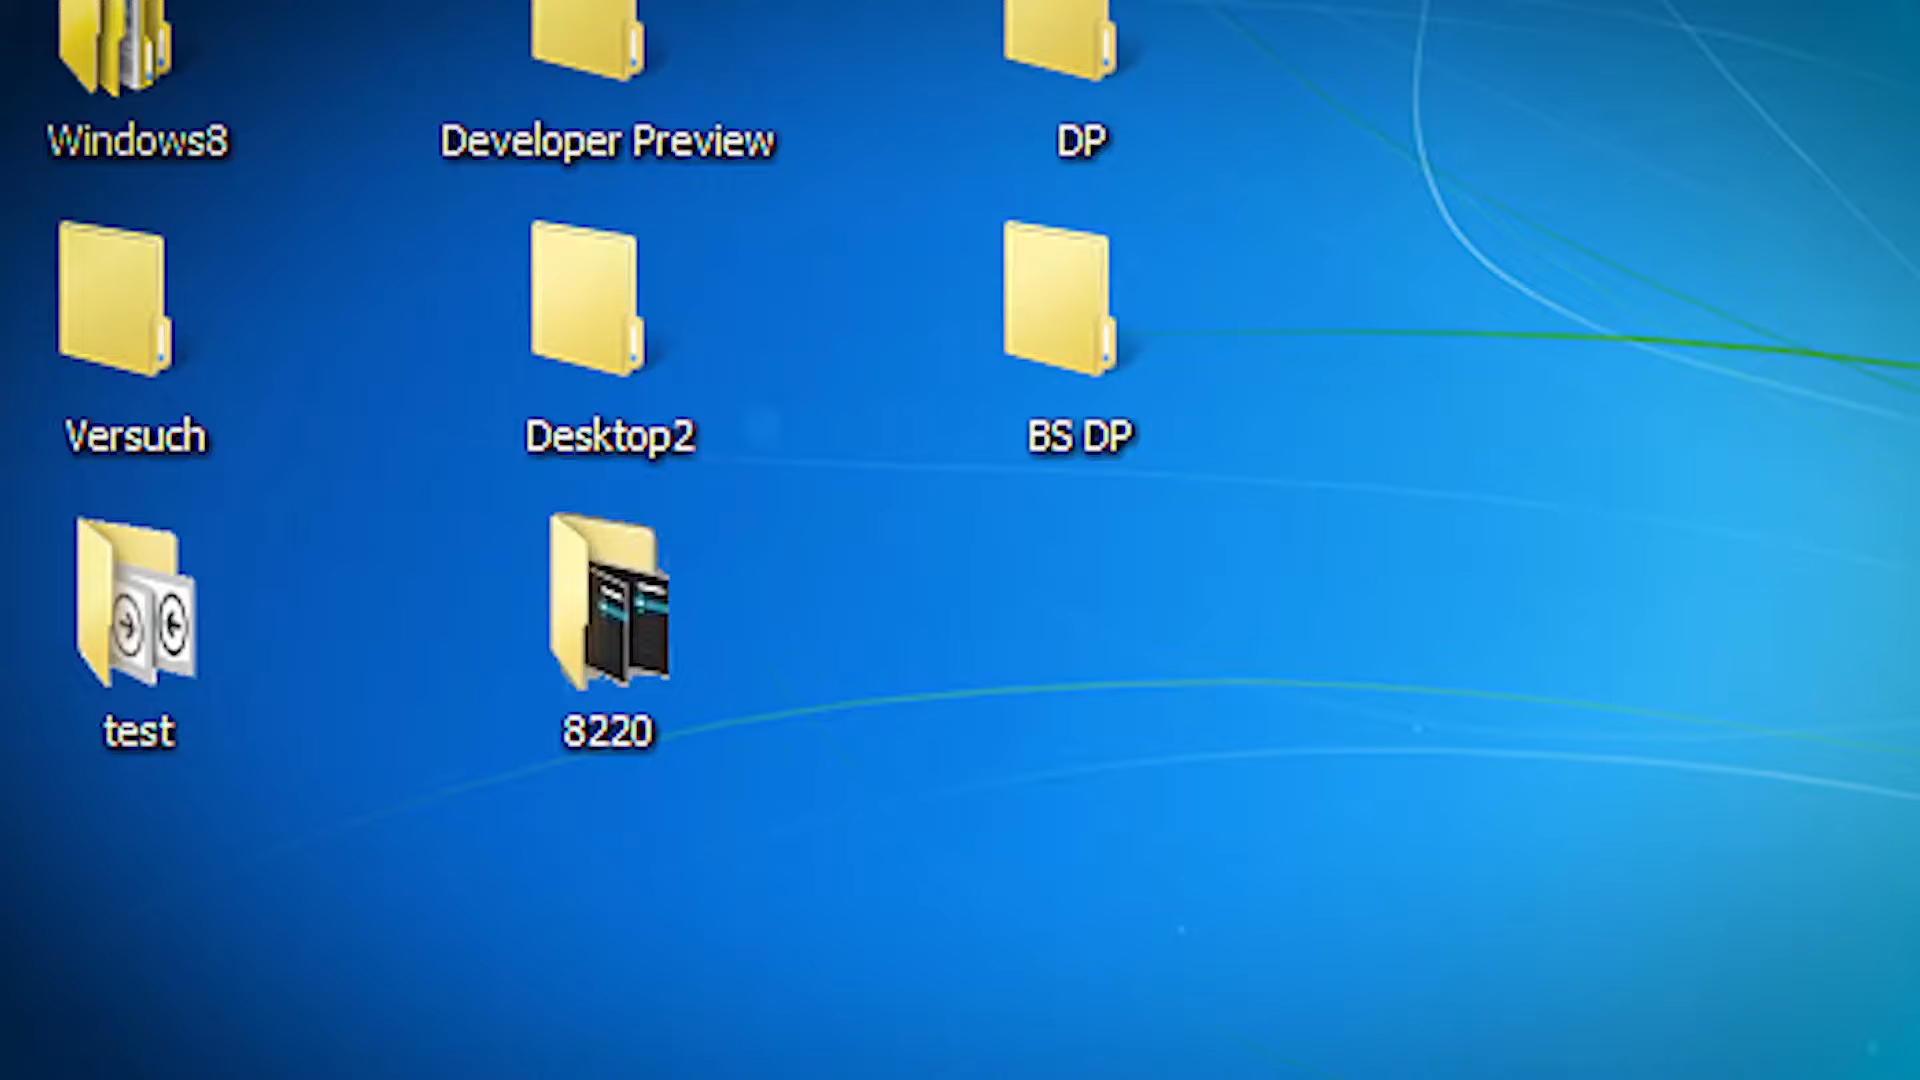 Windows8
Developer Preview
DP
Versuch
Desktop2
BS DP
test
8220